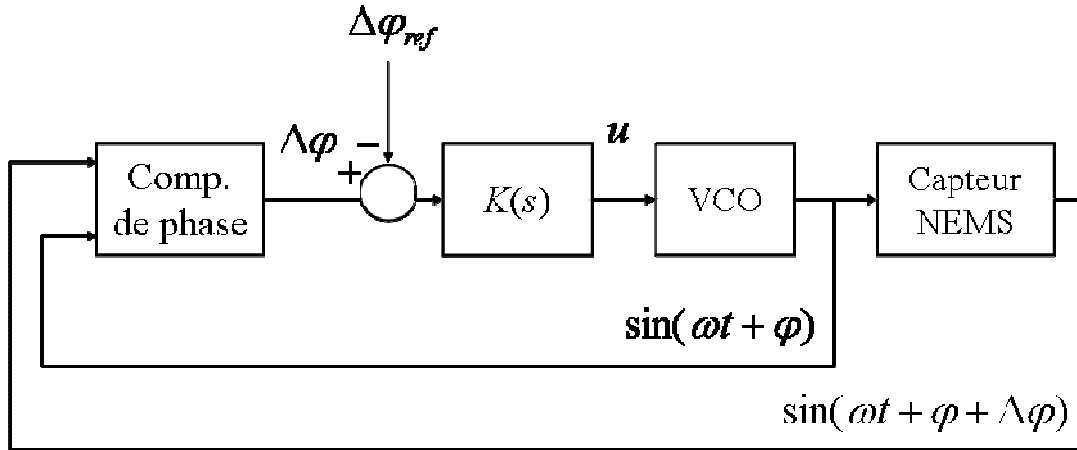 Δφref
Λφ
−
+
u
Comp.
de phase
K(s)
VCO
Capteur
NEMS
sin(ωt + φ)
sin(ωt + φ + Λφ)